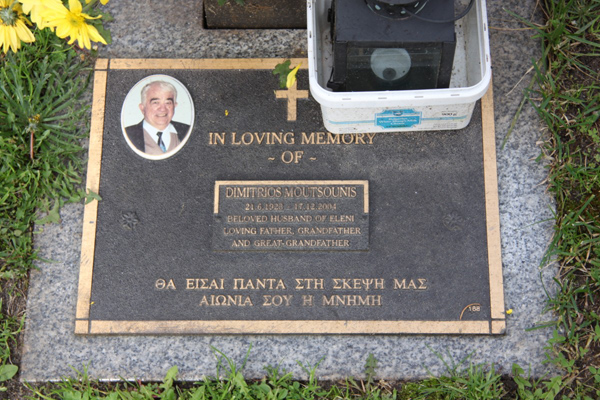 IN LOVING MEMORY
- OF -
DIMITRIOS MOUTSOUNIS
BELOVED HUSBAND OF ELENI
LOVING FATHER, GRANDFATHER
AND GREAT-GRANDFATHER
ΘΑ ΕΙΣΑΙ ΠΑΝΤΑ ΣΤΗ ΣΚΕΨΗ ΜΑΣ
ΑΙΩΝΙΑ ΣΟΥ Η ΜΝΗΜΗ